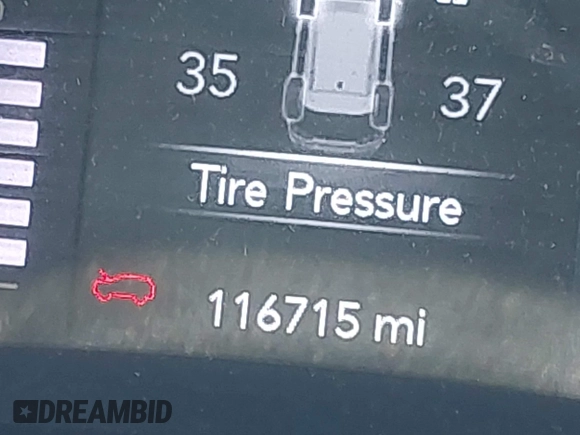 35 37
Tire Pressure
116715 mi
DREAMBID